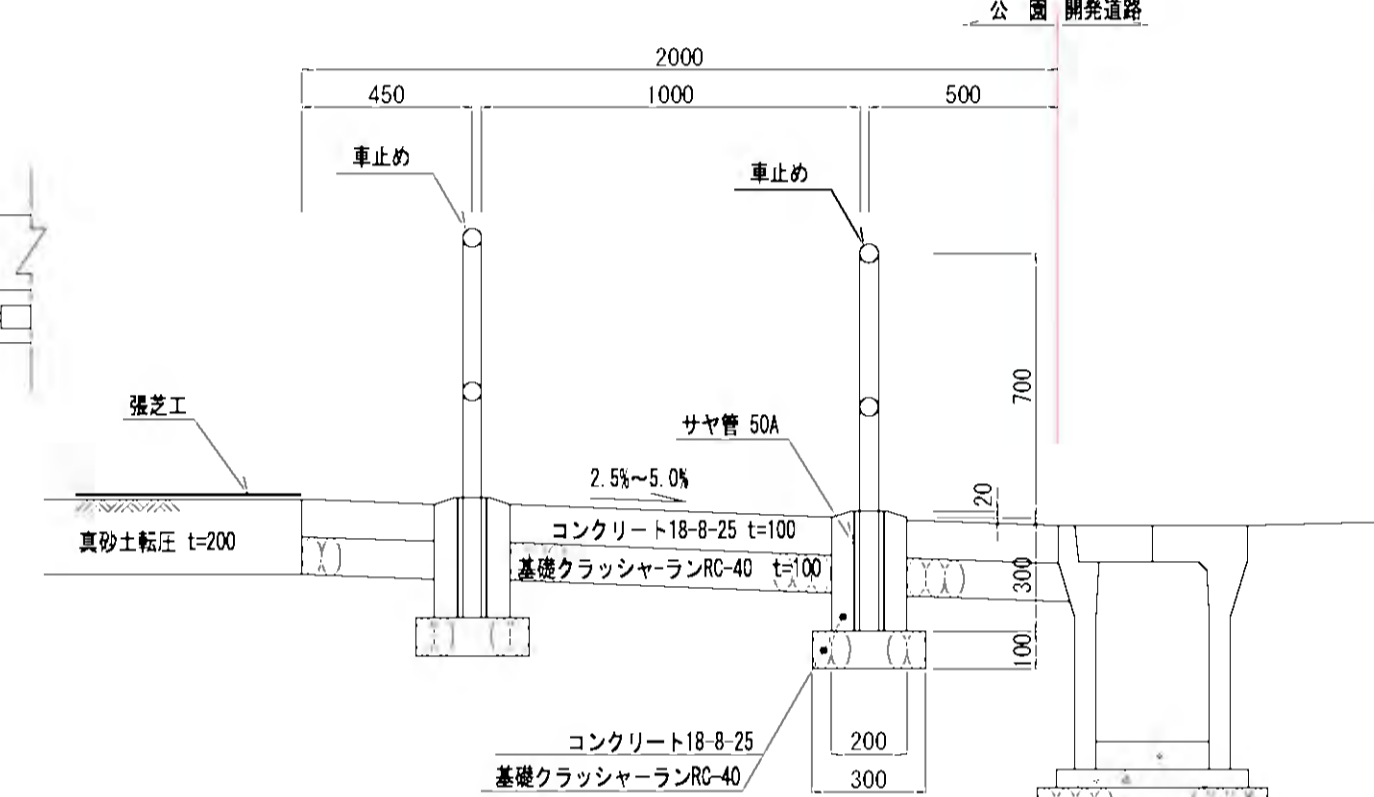 公 園 開発道路
2000
450 1000 500
車止め
車止め
700
張芝工
サヤ管 50A
2.5%~5.0%
20
コンクリート18-8-25 t=100
真砂土転圧 t=200
基礎クラッシャーランRC-40 t=100
300
100
コンクリート18-8-25
200
基礎クラッシャーランRC-40
300